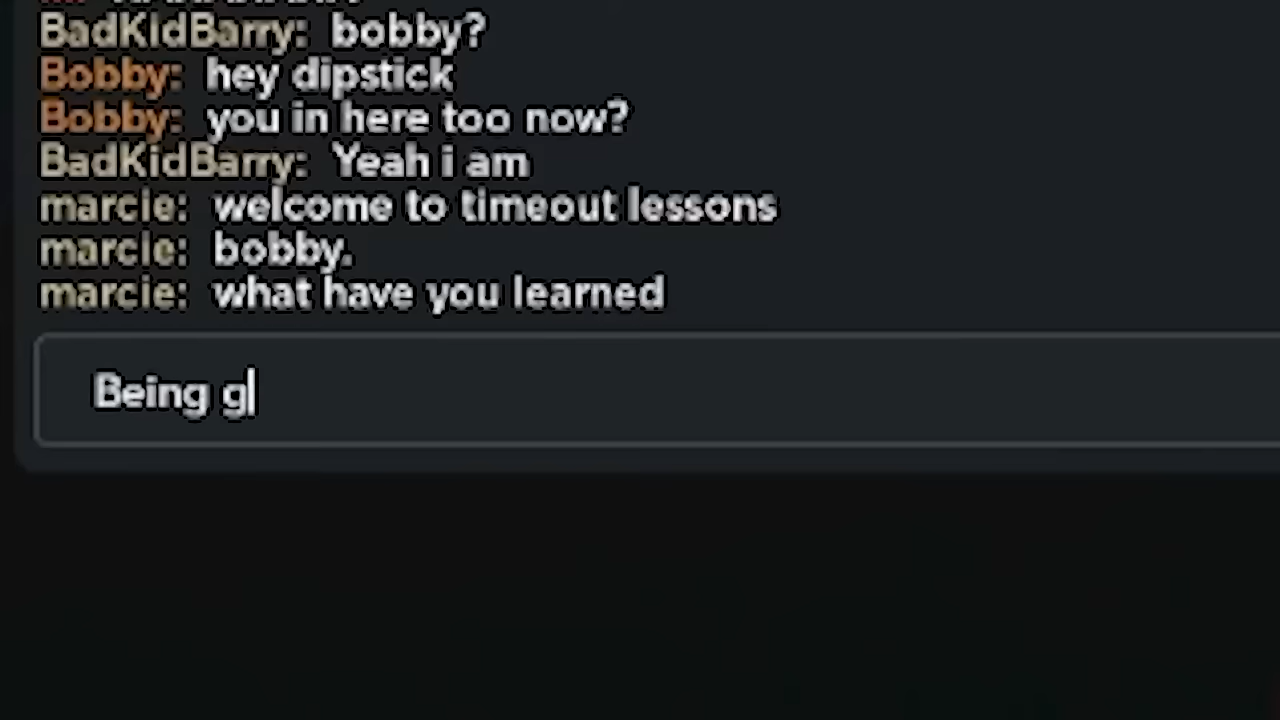 BadKidBarry: bobby?
Bobby: hey dipstick
Bobby: you in here too now?
BadKidBarry: Yeah i am
marcie: welcome to timeout lessons
marcie: bobby.
marcie: what have you learned
Being g